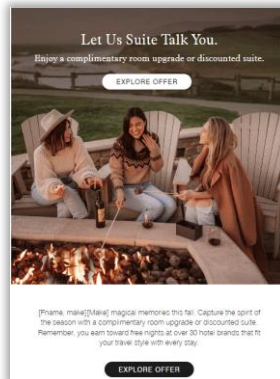 Let Us Suite Talk You.
Enjoy a complimentary room upgrade or discounted suite.
EXPLORE OFFER
[Fname, make][Make] magical memories this fall. Capture the spirit of
the season with a complimentary room upgrade or discounted suite.
Remember, you earn toward free nights at over 30 hotel brands that fit
your travel style with every stay.
EXPLORE OFFER